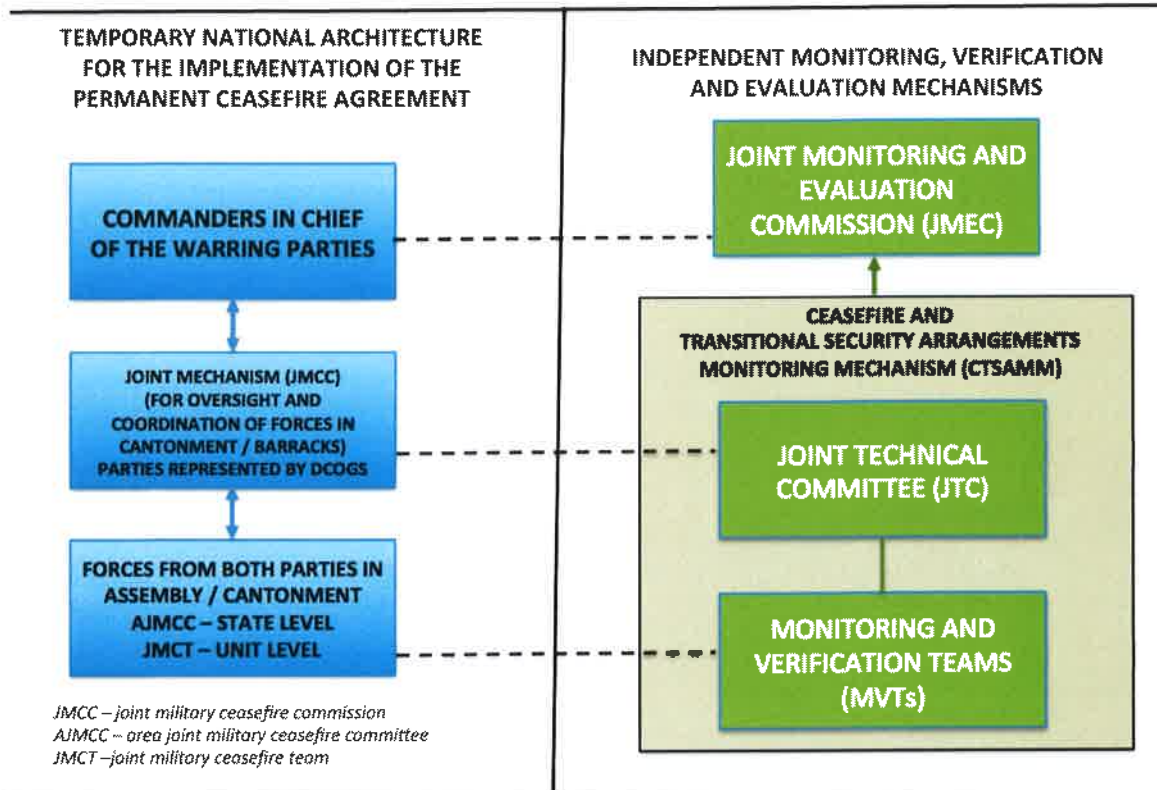 TEMPORARY NATIONAL ARCHITECTURE
FOR THE IMPLEMENTATION OF THE
PERMANENT CEASEFIRE AGREEMENT
COMMANDERS IN CHIEF
OF THE WARRING PARTIES
JOINT MECHANISM (JMCC)
(FOR OVERSIGHT AND
COORDINATION OF FORCES IN
CANTONMENT / BARRACKS)
PARTIES REPRESENTED BY DCOGS
FORCES FROM BOTH PARTIES IN
ASSEMBLY / CANTONMENT
AJMCC – STATE LEVEL
JMCT – UNIT LEVEL
JMCC – joint military ceasefire commission
AJMCC – area joint military ceasefire committee
JMCT –joint military ceasefire team
INDEPENDENT MONITORING, VERIFICATION
AND EVALUATION MECHANISMS
JOINT MONITORING AND
EVALUATION
COMMISSION (JMEC)
CEASEFIRE AND
TRANSITIONAL SECURITY ARRANGEMENTS
MONITORING MECHANISM (CTSAMM)
JOINT TECHNICAL
COMMITTEE (JTC)
MONITORING AND
VERIFICATION TEAMS
(MVTs)